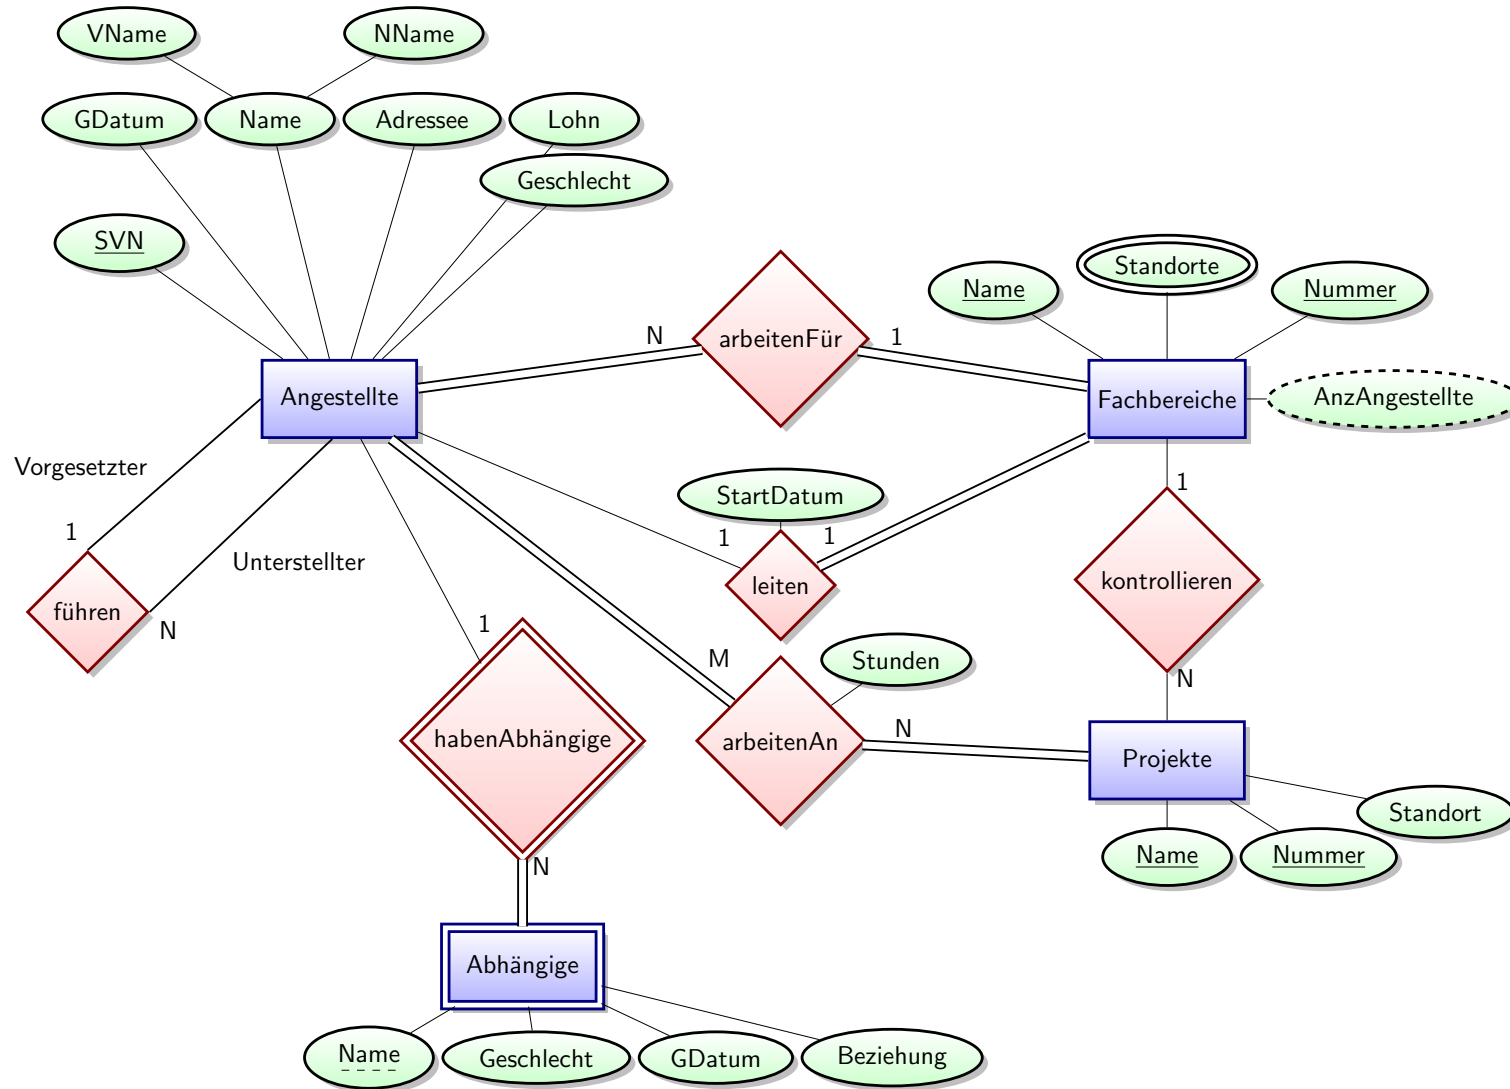 VName
NName
GDatum
Name
Adressee
Lohn
Geschlecht
SVN
Standorte
Name
Nummer
N
arbeitenFür
1
Angestellte
Fachbereiche
AnzAngestellte
Vorgesetzter
StartDatum
1
1
1
1
Unterstellter
leiten
kontrollieren
führen
N
1
M
Stunden
N
habenAbhängige
arbeitenAn
N
Projekte
Standort
Name
Nummer
N
Abhängige
Name
Geschlecht
GDatum
Beziehung